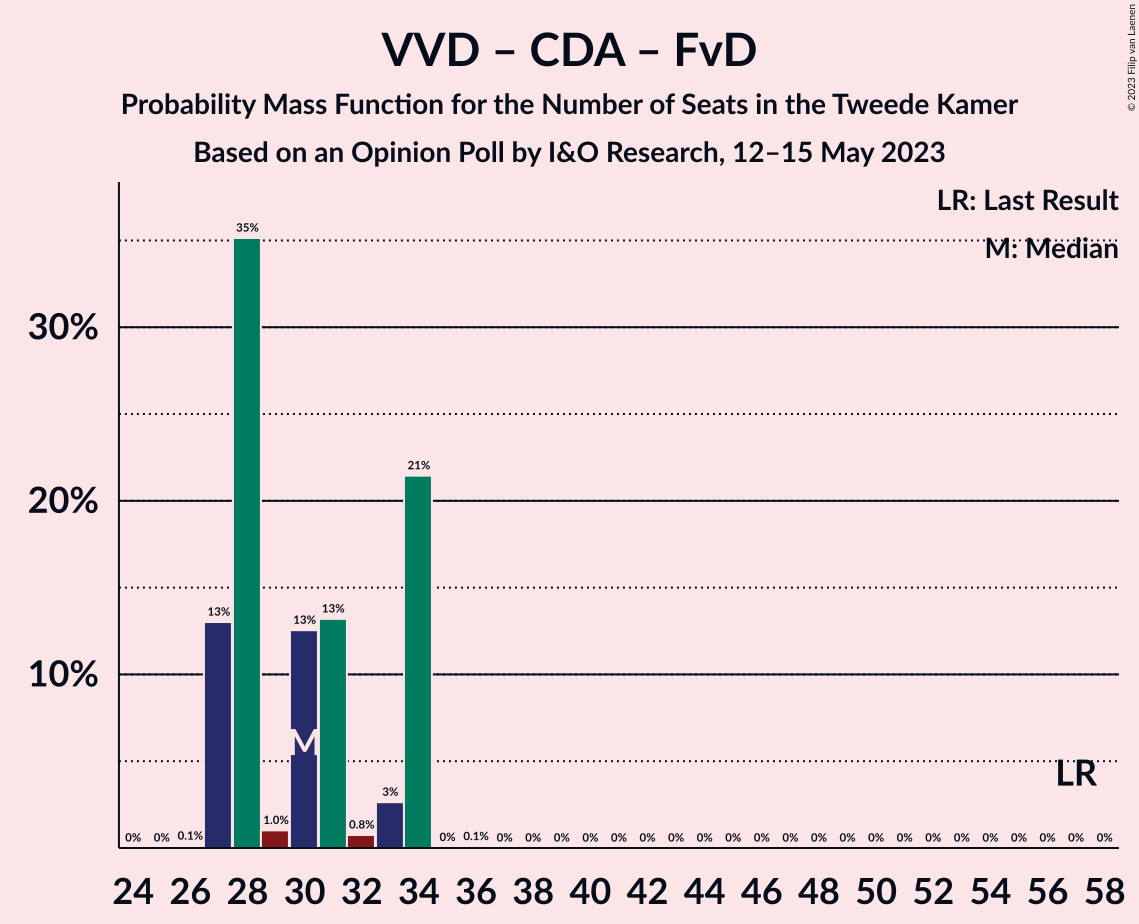 VVD – CDA – FvD
Probability Mass Function for the Number of Seats in the Tweede Kamer
Based on an Opinion Poll by I&O Research, 12–15 May 2023
© 2023 Filip van Laenen
LR: Last Result
M: Median
30%
20%
10%
0% 0% 0.1% 13% 35% 1.0% 13% 13% 0.8% 3% 21% 0% 0.1% 0% 0% 0% 0% 0% 0% 0% 0% 0% 0% 0% 0% 0% 0% 0% 0% 0% 0% 0% 0% 0% 0%
M
LR
24 26 28 30 32 34 36 38 40 42 44 46 48 50 52 54 56 58